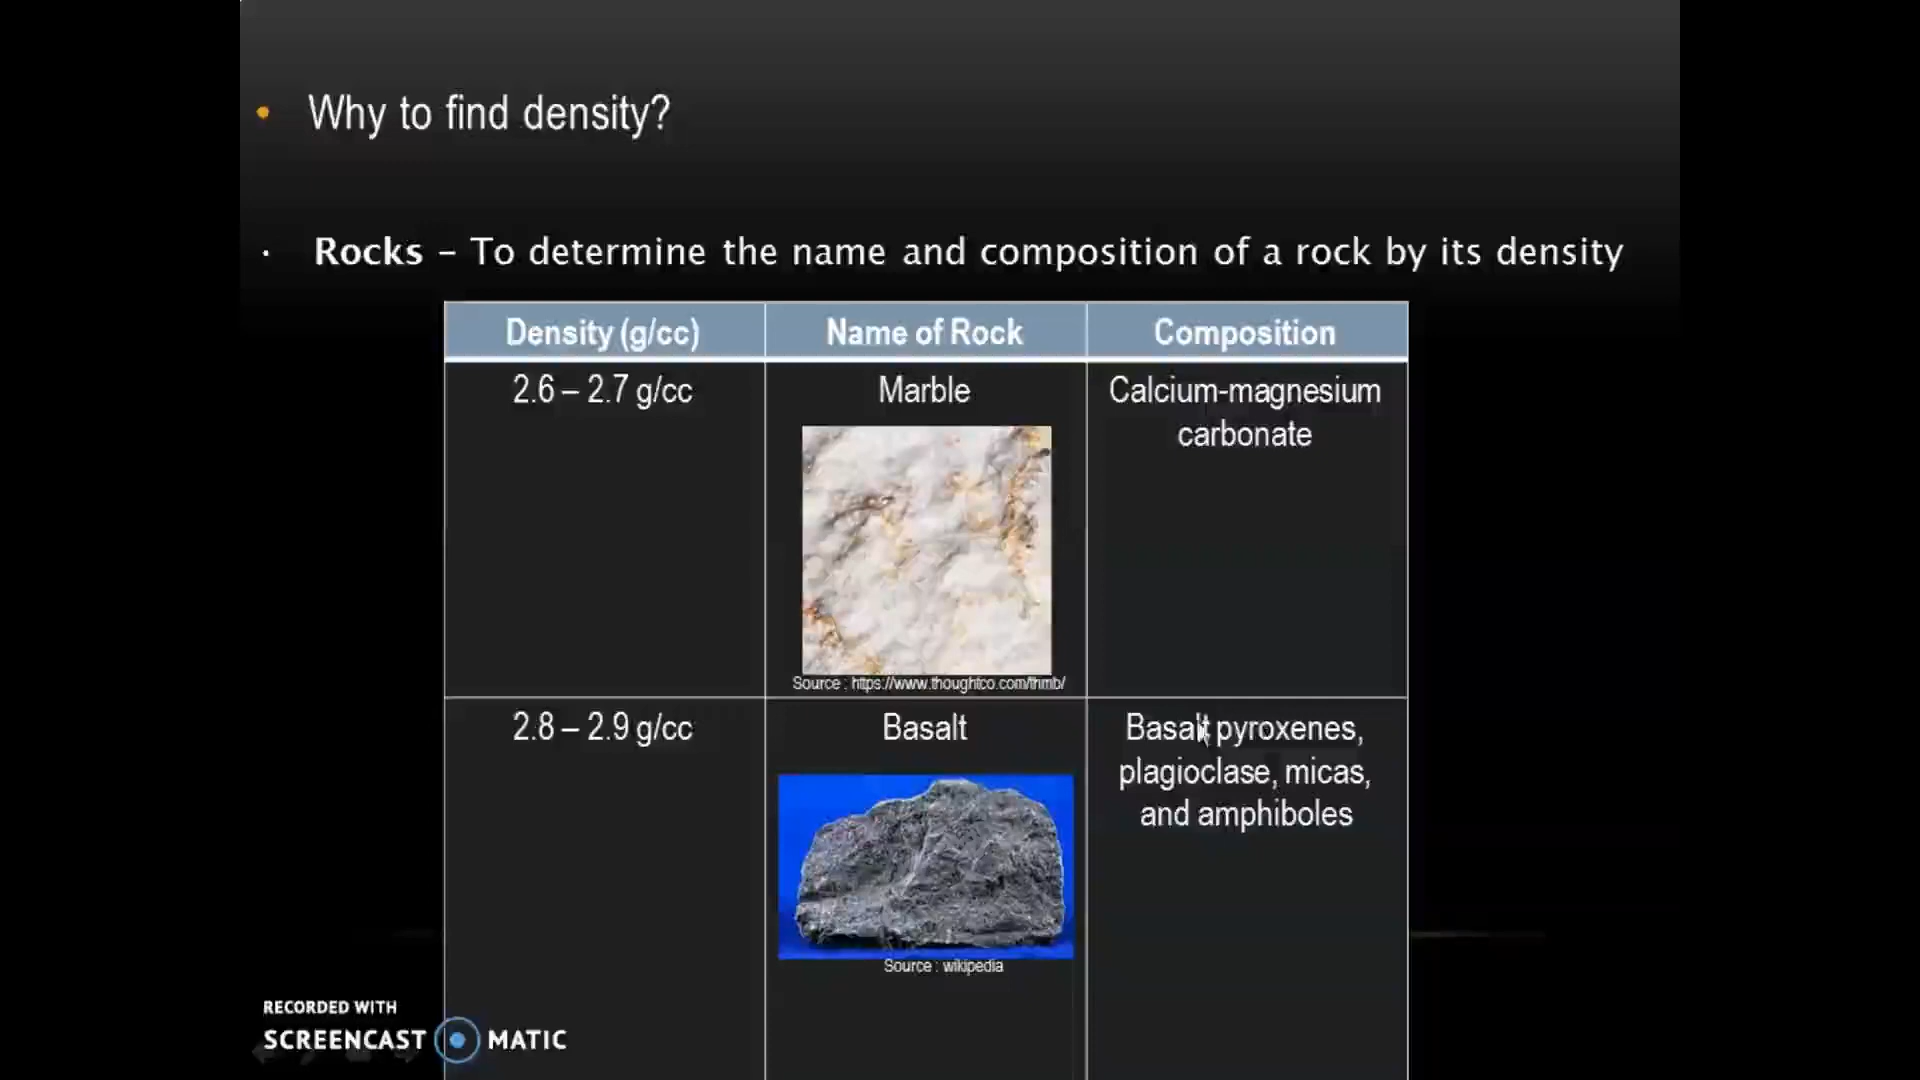 • Why to find density?
· Rocks – To determine the name and composition of a rock by its density
Density (g/cc) Name of Rock Composition
2.6 – 2.7 g/cc Marble Calcium-magnesium
carbonate
Source : https://www.thoughtco.com/thmb/
2.8 – 2.9 g/cc Basalt Basalt pyroxenes,
plagioclase, micas,
and amphiboles
Source : wikipedia
RECORDED WITH
SCREENCAST MATIC